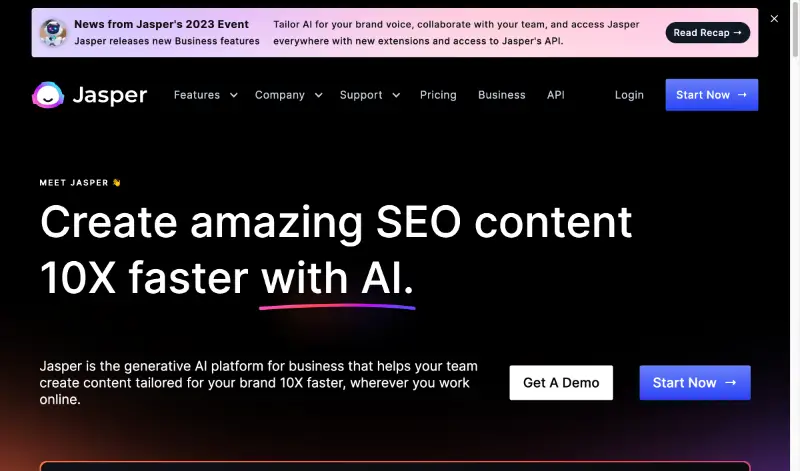 News from Jasper's 2023 Event
Jasper releases new Business features
Tailor AI for your brand voice, collaborate with your team, and access Jasper
everywhere with new extensions and access to Jasper's API.
Read Recap →
Jasper
Features
Company
Support
Pricing
Business
API
Login
Start Now →
MEET JASPER 👋
Create amazing SEO content
10X faster with AI.
Jasper is the generative AI platform for business that helps your team
create content tailored for your brand 10X faster, wherever you work
online.
Get A Demo
Start Now →